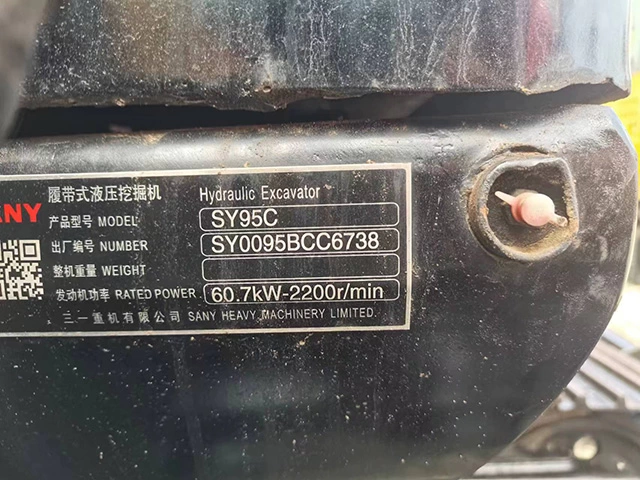 履带式液压挖掘机 Hydraulic Excavator
ANY
产品型号 MODEL SY95C
出厂编号 NUMBER SY0095BCC6738
整机重量 WEIGHT
发动机功率 RATED POWER 60.7kW-2200r/min
三一重机有限公司 SANY HEAVY MACHINERY LIMITED.